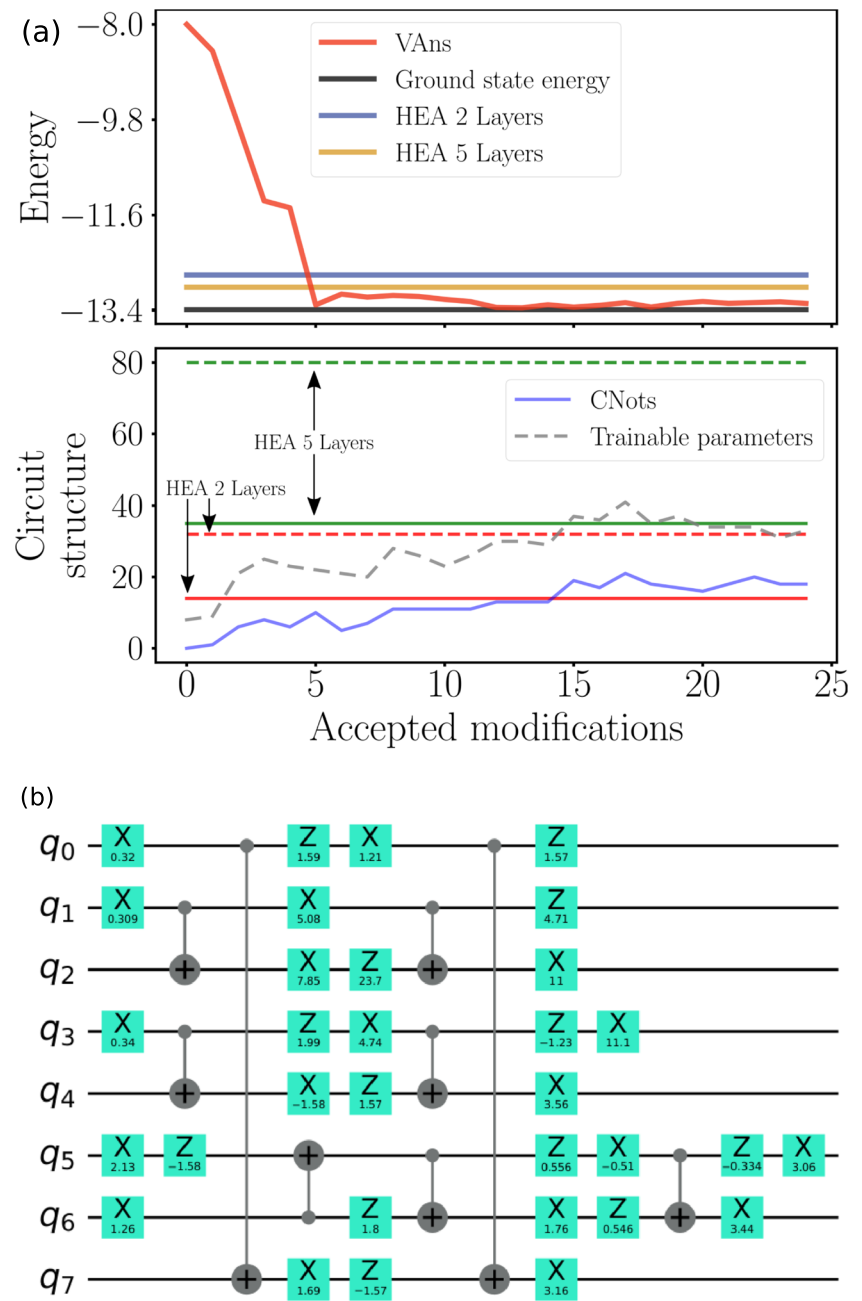 (a)
−8.0
−9.8
−11.6
−13.4
Energy
VAns
Ground state energy
HEA 2 Layers
HEA 5 Layers
80
60
40
20
0
Circuit
structure
CNots
Trainable parameters
HEA 5 Layers
HEA 2 Layers
0 5 10 15 20 25
Accepted modifications
(b)
q0 X 0.32 Z 1.59 X 1.21 Z 1.57
q1 X 0.309 X 5.08 Z 4.71
q2 X 7.85 Z 23.7 X 11
q3 X 0.34 Z 1.99 X 4.74 Z −1.23 X 11.1
q4 X −1.58 Z 1.57 X 3.56
q5 X 2.13 Z −1.58 Z 0.556 X −0.51 Z −0.334 X 3.06
q6 X 1.26 Z 1.8 X 1.76 Z 0.546 X 3.44
q7 X 1.69 Z −1.57 X 3.16